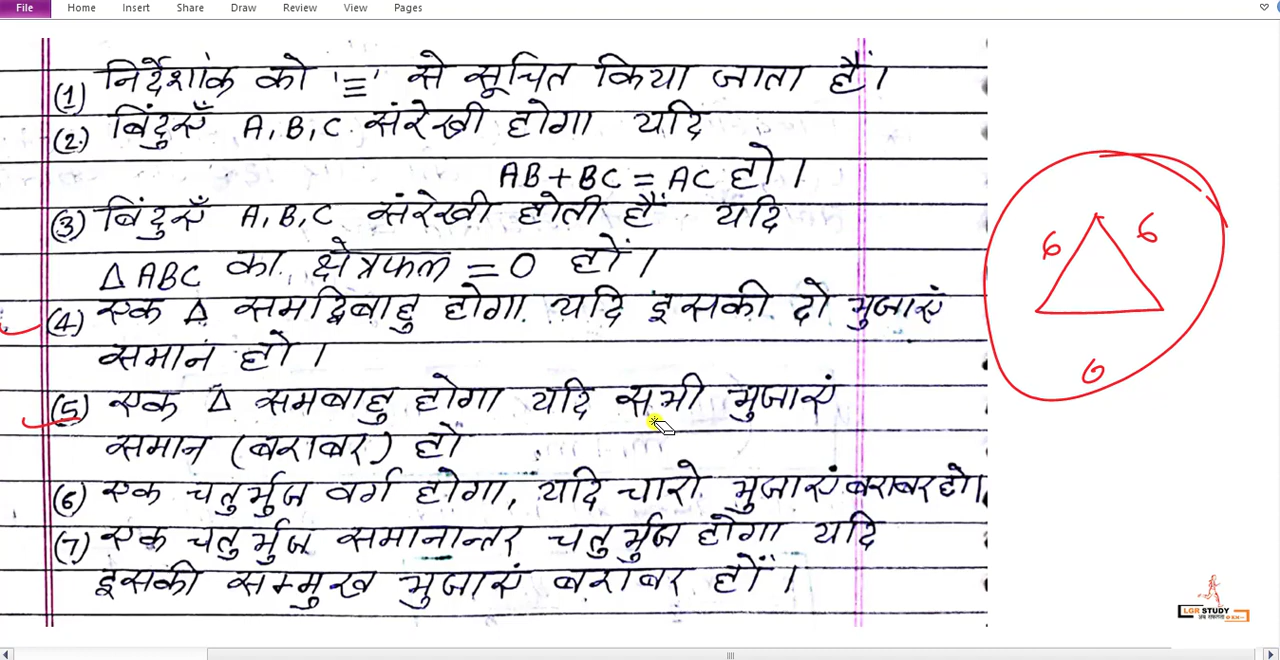 File Home Insert Share Draw Review View Pages
(1) निर्देशांक को '≡' से सूचित किया जाता हैं।
(2) बिंदुएँ A, B, C संरेखी होगा यदि
AB + BC = AC हो।
(3) बिंदुएँ A, B, C संरेखी होती हैं यदि
△ ABC का क्षेत्रफल = 0 हों।
(4) एक △ समद्विबाहु होगा यदि इसकी दो भुजाएं
समान हो।
(5) एक △ समबाहु होगा यदि सभी भुजाएं
समान (बराबर) हो
(6) एक चतुर्भुज वर्ग होगा, यदि चारो भुजाएं बराबर हो।
(7) एक चतुर्भुज समानान्तर चतुर्भुज होगा यदि
इसकी सम्मुख भुजाएं बराबर हों।
6 6
6
LGR STUDY